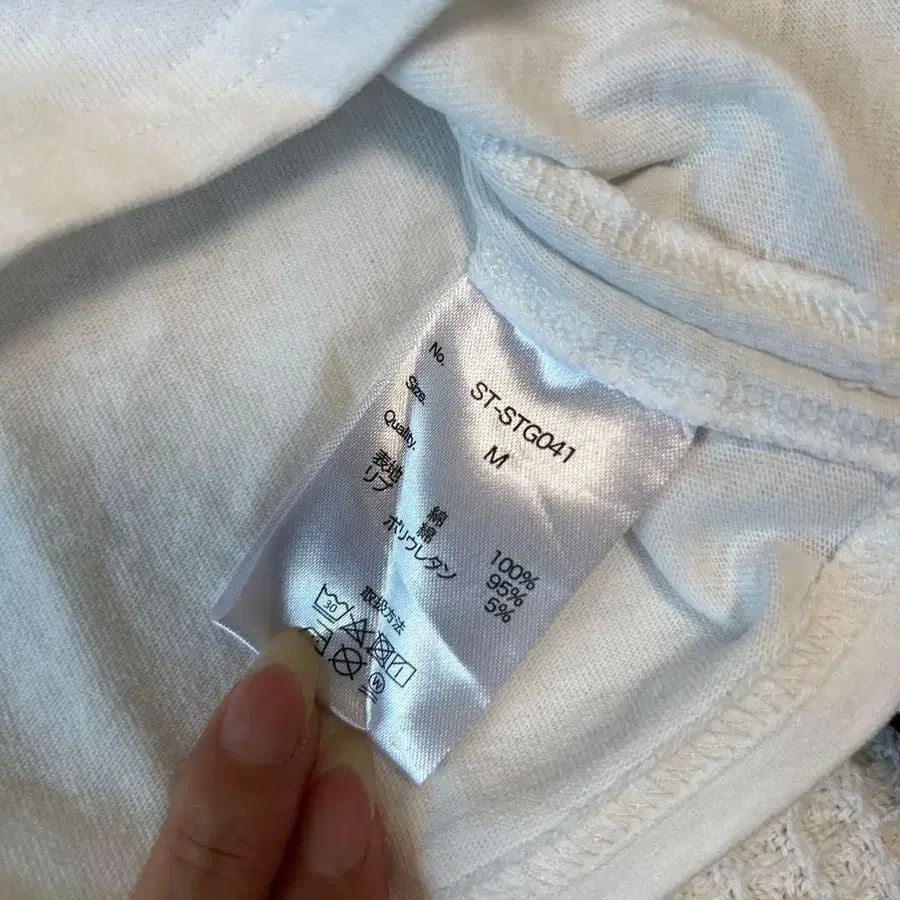 No. ST-STG041
Size. M
Quality.
表地 綿 100%
リブ 綿 95%
ポリウレタン 5%
取扱方法
30
W